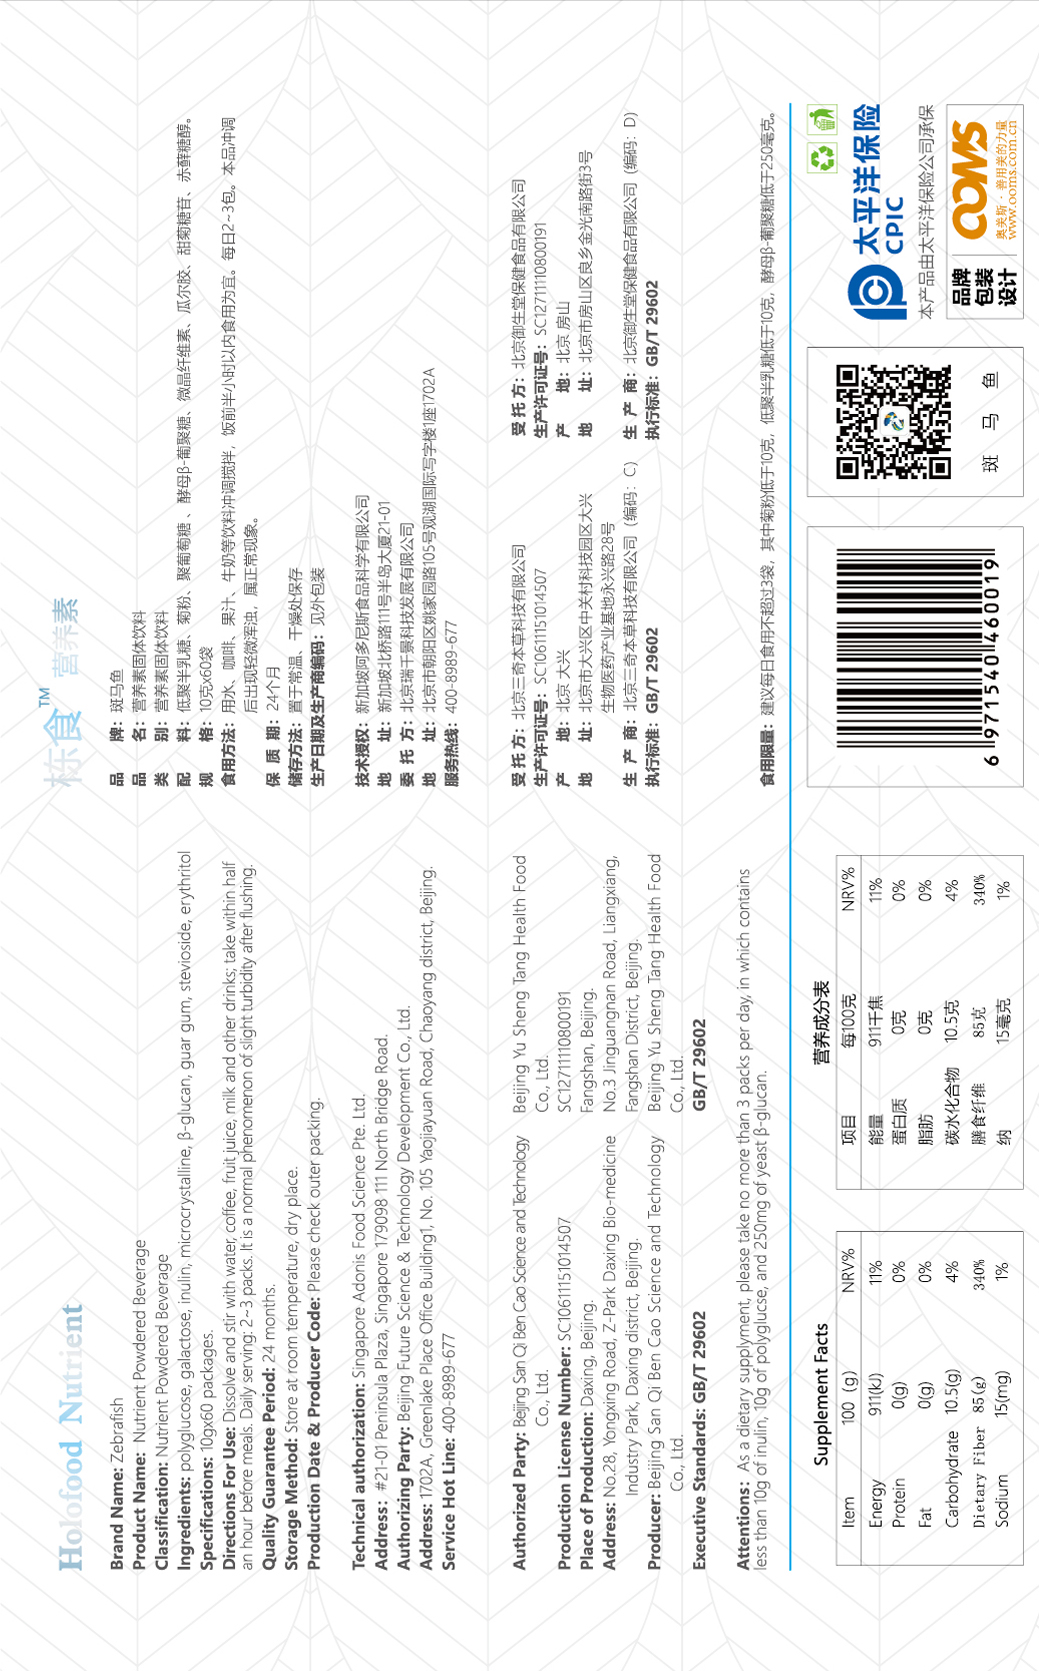 Holofood Nutrient
Brand Name: Zebrafish
Product Name: Nutrient Powdered Beverage
Classification: Nutrient Powdered Beverage
Ingredients: polyglucose, galactose, inulin, microcrystalline, β-glucan, guar gum, stevioside, erythritol
Specifications: 10gx60 packages.
Directions For Use: Dissolve and stir with water, coffee, fruit juice, milk and other drinks; take within half
an hour before meals. Daily serving: 2~3 packs. It is a normal phenomenon of slight turbidity after flushing.
Quality Guarantee Period: 24 months.
Storage Method: Store at room temperature, dry place.
Production Date & Producer Code: Please check outer packing.
Technical authorization: Singapore Adonis Food Science Pte. Ltd.
Address: #21-01 Peninsula Plaza, Singapore 179098 111 North Bridge Road.
Authorizing Party: Beijing Future Science & Technology Development Co., Ltd.
Address: 1702A, Greenlake Place Office Building1, No. 105 Yaojiayuan Road, Chaoyang district, Beijing.
Service Hot Line: 400-8989-677
Authorized Party: Beijing San Qi Ben Cao Science and Technology
Co., Ltd.
Production License Number: SC10611151014507
Place of Production: Daxing, Beijing.
Address: No.28, Yongxing Road, Z-Park Daxing Bio-medicine
Industry Park, Daxing district, Beijing.
Producer: Beijing San Qi Ben Cao Science and Technology
Co., Ltd.
Executive Standards: GB/T 29602
Beijing Yu Sheng Tang Health Food
Co., Ltd.
SC12711110800191
Fangshan, Beijing.
No.3 Jinguangnan Road, Liangxiang,
Fangshan District, Beijing.
Beijing Yu Sheng Tang Health Food
Co., Ltd.
GB/T 29602
Attentions: As a dietary supplyment, please take no more than 3 packs per day, in which contains
less than 10g of inulin, 10g of polyglucse, and 250mg of yeast β-glucan.
栋食™ 营养素
品 牌：斑马鱼
品 名：营养素固体饮料
类 别：营养素固体饮料
配 料：低聚半乳糖、菊粉、聚葡萄糖、酵母β-葡聚糖、微晶纤维素、瓜尔胶、甜菊糖苷、赤藓糖醇。
规 格：10克x60袋
食用方法：用水、咖啡、果汁、牛奶等饮料冲调搅拌，饭前半小时以内食用为宜。每日2~3包。本品冲调
后出现轻微浑浊，属正常现象。
保 质 期：24个月
储存方法：置于常温、干燥处保存
生产日期及生产商编码：见外包装
技术授权：新加坡阿多尼斯食品科学有限公司
地 址：新加坡北桥路111号半岛大厦21-01
委 托 方：北京瑞千景科技发展有限公司
地 址：北京市朝阳区姚家园路105号观湖国际写字楼1座1702A
服务热线：400-8989-677
受 托 方：北京三奇本草科技有限公司
生产许可证号：SC10611151014507
产 地：北京 大兴
地 址：北京市大兴区中关村科技园区大兴
生物医药产业基地永兴路28号
生 产 商：北京三奇本草科技有限公司（编码：C）
执行标准：GB/T 29602
受 托 方：北京御生堂保健食品有限公司
生产许可证号：SC12711110800191
产 地：北京 房山
地 址：北京市房山区良乡金光南路街3号
生 产 商：北京御生堂保健食品有限公司（编码：D）
执行标准：GB/T 29602
食用限量：建议每日食用不超过3袋，其中菊粉低于10克，低聚半乳糖低于10克，酵母β-葡聚糖低于250毫克。
Supplement Facts
Item 100 (g) NRV%
Energy 911(kJ) 11%
Protein 0(g) 0%
Fat 0(g) 0%
Carbohydrate 10.5(g) 4%
Dietary Fiber 85(g) 340%
Sodium 15(mg) 1%
营养成分表
项目 每100克 NRV%
能量 911千焦 11%
蛋白质 0克 0%
脂肪 0克 0%
碳水化合物 10.5克 4%
膳食纤维 85克 340%
纳 15毫克 1%
6 971540 460019
斑 马 鱼
太平洋保险
CPIC
本产品由太平洋保险公司承保
品牌
包装
设计
OOMS
奥美斯·善用美的力量
www.ooms.com.cn